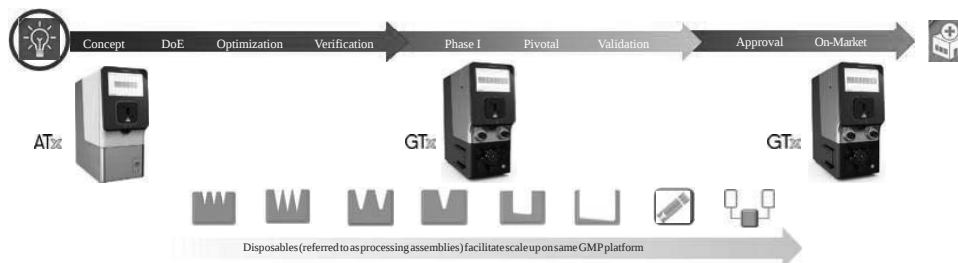 Concept DoE Optimization Verification Phase I Pivotal Validation Approval On-Market
ATx GTx GTx
Disposables (referred to as processing assemblies) facilitate scale up on same GMP platform